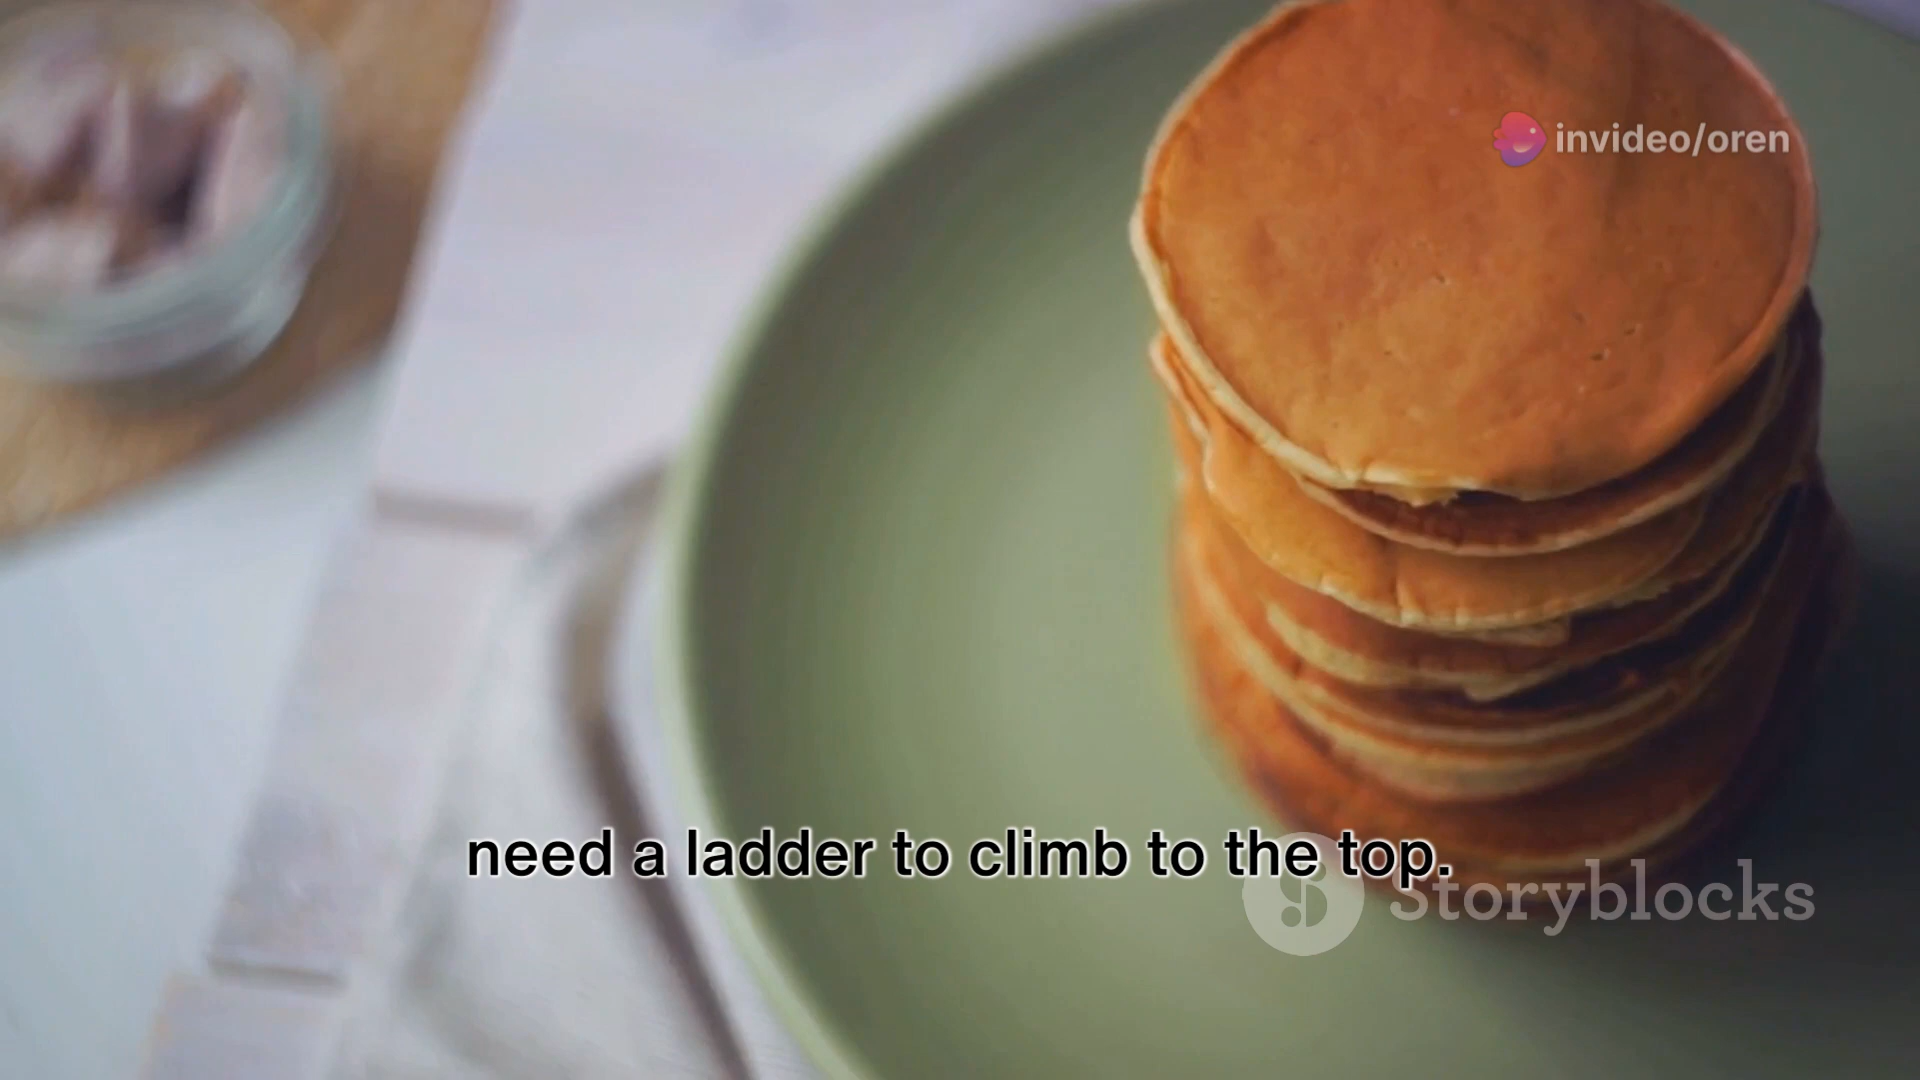 invideo/oren
need a ladder to climb to the top.
Storyblocks